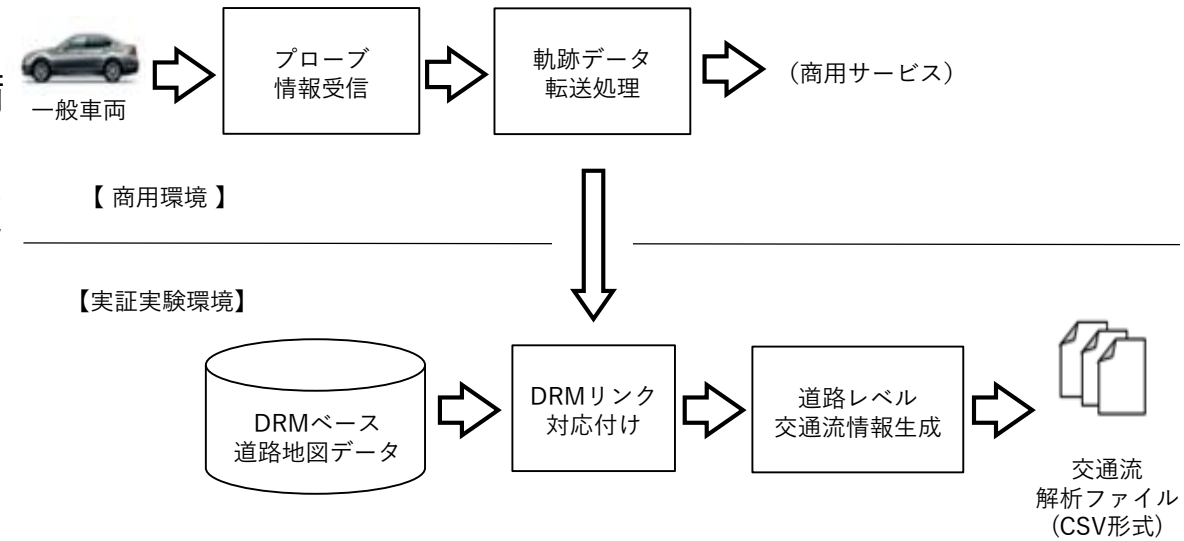 一般車両
プローブ
情報受信
軌跡データ
転送処理
（商用サービス）
【 商用環境 】
【実証実験環境】
DRMベース
道路地図データ
DRMリンク
対応付け
道路レベル
交通流情報生成
交通流
解析ファイル
（CSV形式）